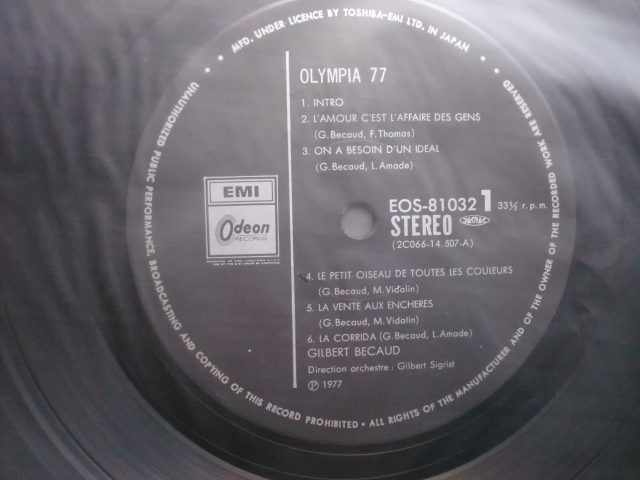 MFD. UNDER LICENCE BY TOSHIBA-EMI LTD. IN JAPAN
OLYMPIA 77
1. INTRO
2. L'AMOUR C'EST L'AFFAIRE DES GENS
(G. Becaud, F. Thomas)
3. ON A BESOIN D'UN IDEAL
(G. Becaud, L. Amade)
EMI
Odeon
RECORDS
EOS-81032 1 33⅓ r.p.m.
STEREO
(2C066-14.507-A)
4. LE PETIT OISEAU DE TOUTES LES COULEURS
(G. Becaud, M. Vidalin)
5. LA VENTE AUX ENCHERES
(G. Becaud, M. Vidalin)
6. LA CORRIDA (G. Becaud, L. Amade)
GILBERT BECAUD
Direction orchestre : Gilbert Sigrist
Ⓟ 1977
UNAUTHORIZED PUBLIC PERFORMANCE, BROADCASTING AND COPYING OF THIS RECORD PROHIBITED • ALL RIGHTS OF THE MANUFACTURER AND OF THE OWNER OF THE RECORDED WORK ARE RESERVED